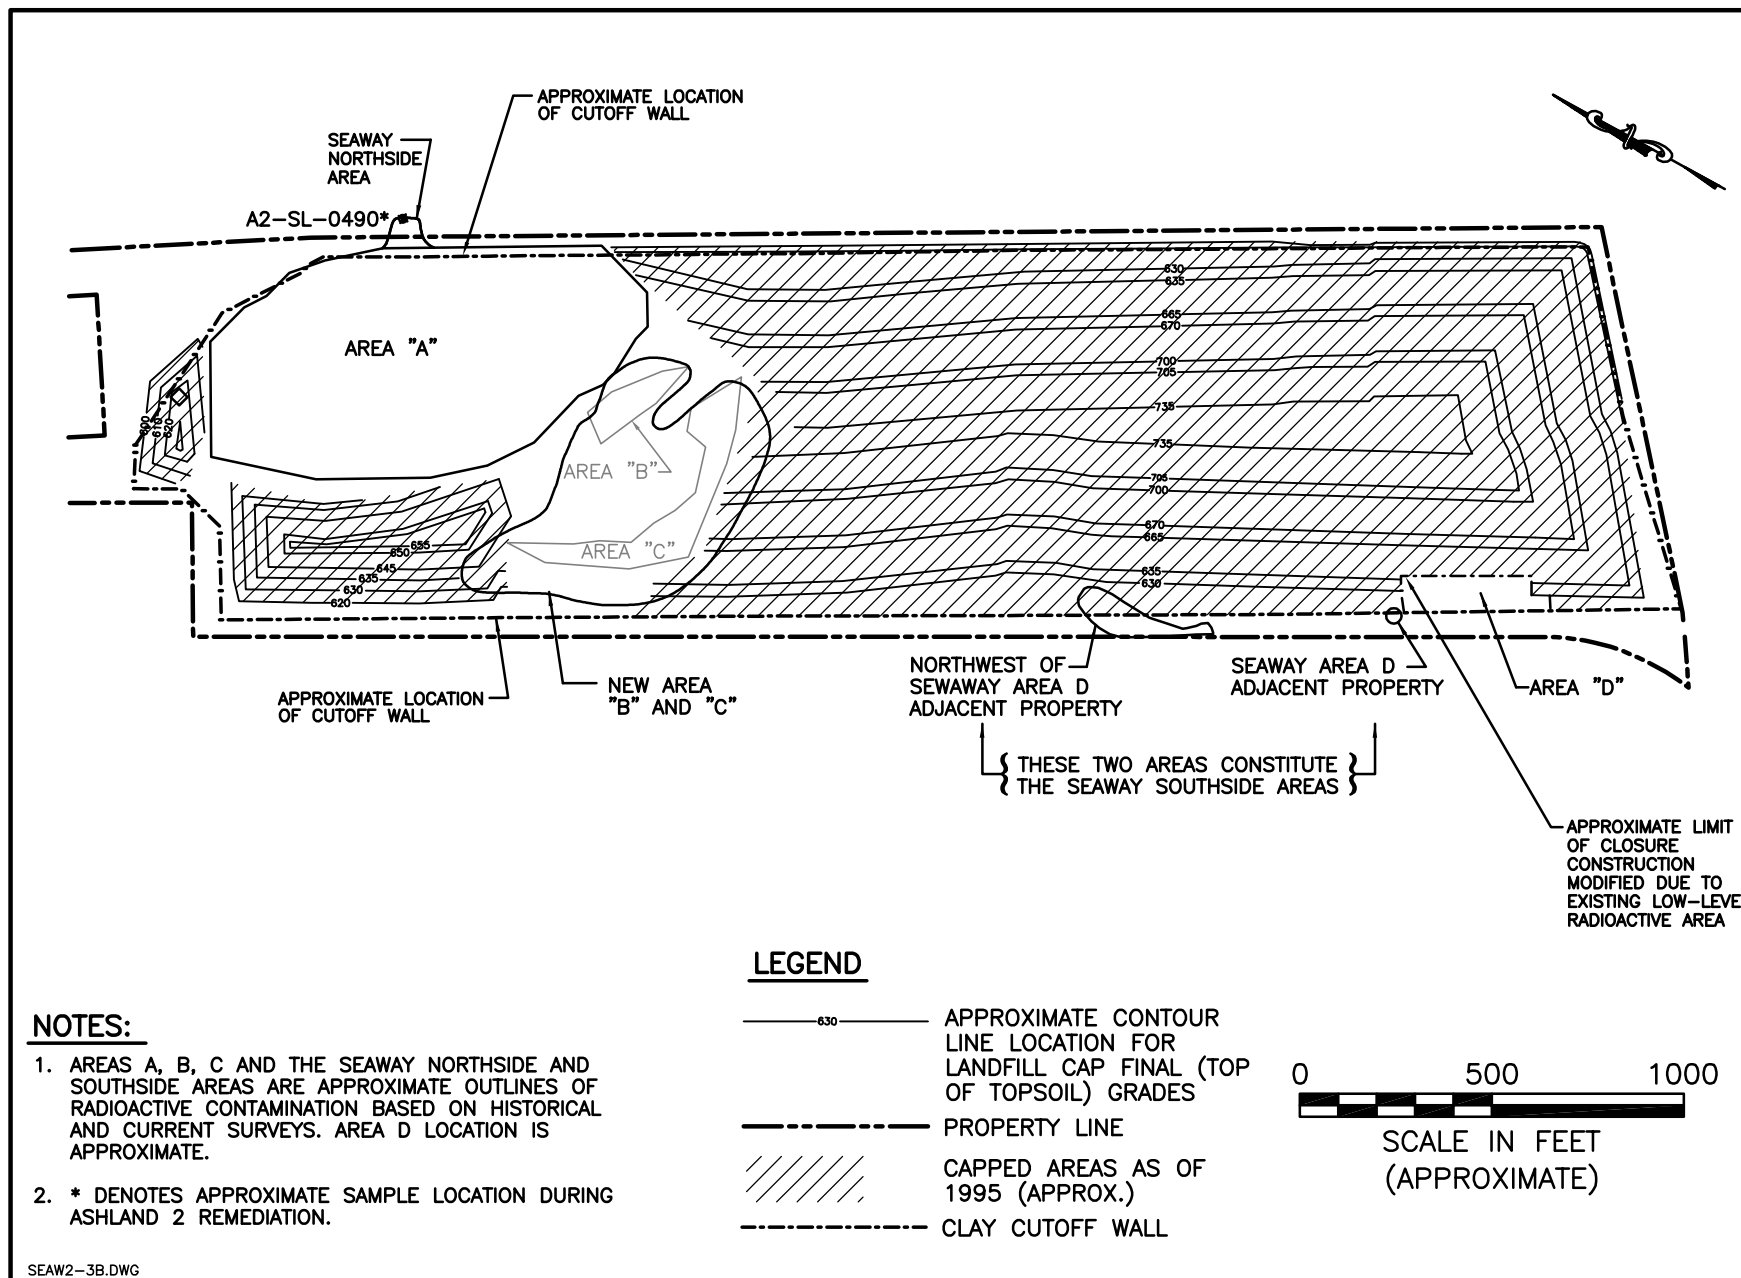 APPROXIMATE LOCATION
OF CUTOFF WALL
SEAWAY
NORTHSIDE
AREA
A2-SL-0490*
AREA "A"
AREA "B"
AREA "C"
600
610
620
655
650
645
635
630
620
630
635
665
670
700
705
735
735
705
700
670
665
635
630
APPROXIMATE LOCATION
OF CUTOFF WALL
NEW AREA
"B" AND "C"
NORTHWEST OF
SEWAWAY AREA D
ADJACENT PROPERTY
SEAWAY AREA D
ADJACENT PROPERTY
AREA "D"
{ THESE TWO AREAS CONSTITUTE }
{ THE SEAWAY SOUTHSIDE AREAS }
APPROXIMATE LIMIT
OF CLOSURE
CONSTRUCTION
MODIFIED DUE TO
EXISTING LOW-LEVE
RADIOACTIVE AREA
LEGEND
630
APPROXIMATE CONTOUR
LINE LOCATION FOR
LANDFILL CAP FINAL (TOP
OF TOPSOIL) GRADES
PROPERTY LINE
CAPPED AREAS AS OF
1995 (APPROX.)
CLAY CUTOFF WALL
0 500 1000
SCALE IN FEET
(APPROXIMATE)
NOTES:
1. AREAS A, B, C AND THE SEAWAY NORTHSIDE AND
SOUTHSIDE AREAS ARE APPROXIMATE OUTLINES OF
RADIOACTIVE CONTAMINATION BASED ON HISTORICAL
AND CURRENT SURVEYS. AREA D LOCATION IS
APPROXIMATE.
2. * DENOTES APPROXIMATE SAMPLE LOCATION DURING
ASHLAND 2 REMEDIATION.
SEAW2-3B.DWG